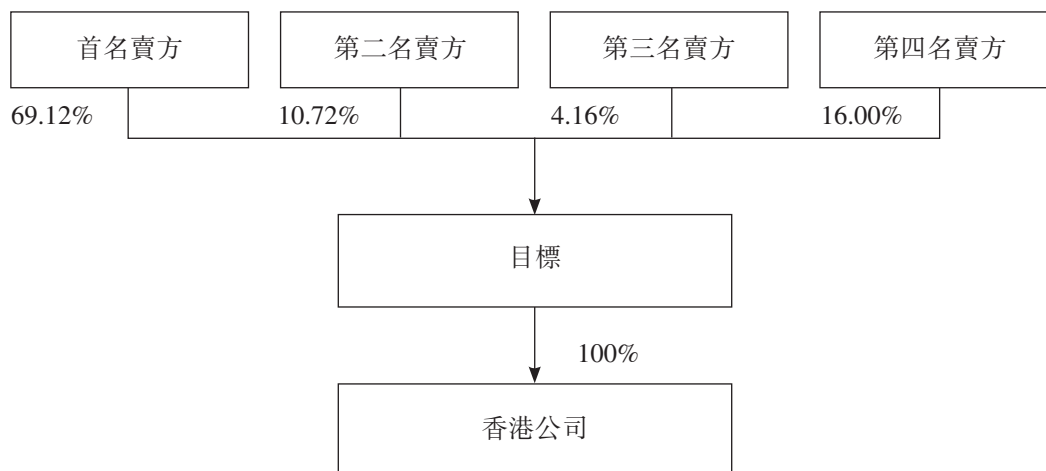 首名賣方
第二名賣方
第三名賣方
第四名賣方
69.12%
10.72%
4.16%
16.00%
目標
100%
香港公司